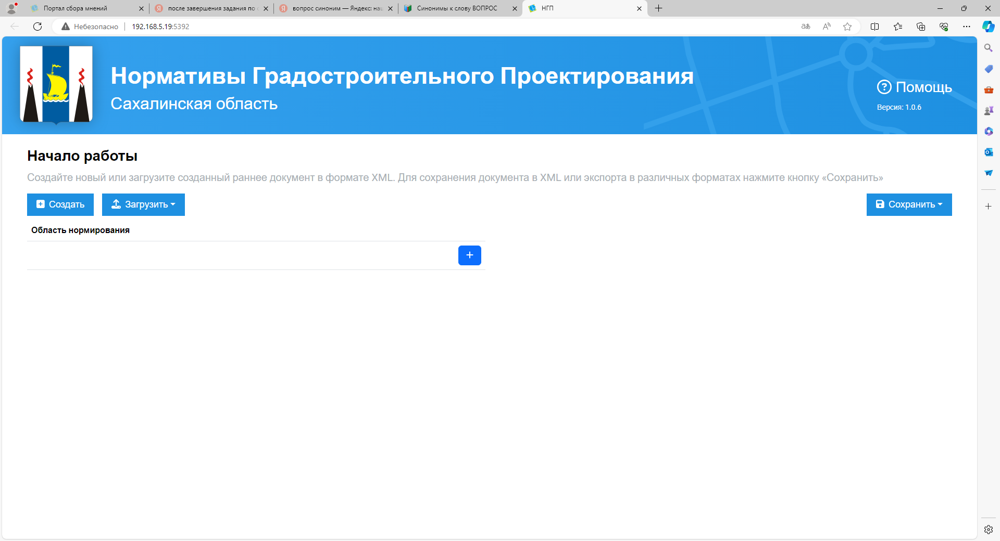 Портал сбора мнений
после завершения задания по
вопрос синоним — Яндекс:
Синонимы к слову ВОПРОС
НГП
Небезопасно
192.168.5.19:5392
Нормативы Градостроительного Проектирования
Сахалинская область
Помощь
Версия: 1.0.6
Начало работы
Создайте новый или загрузите созданный раннее документ в формате XML. Для сохранения документа в XML или экспорта в различных форматах нажмите кнопку «Сохранить»
Создать
Загрузить
Сохранить
Область нормирования